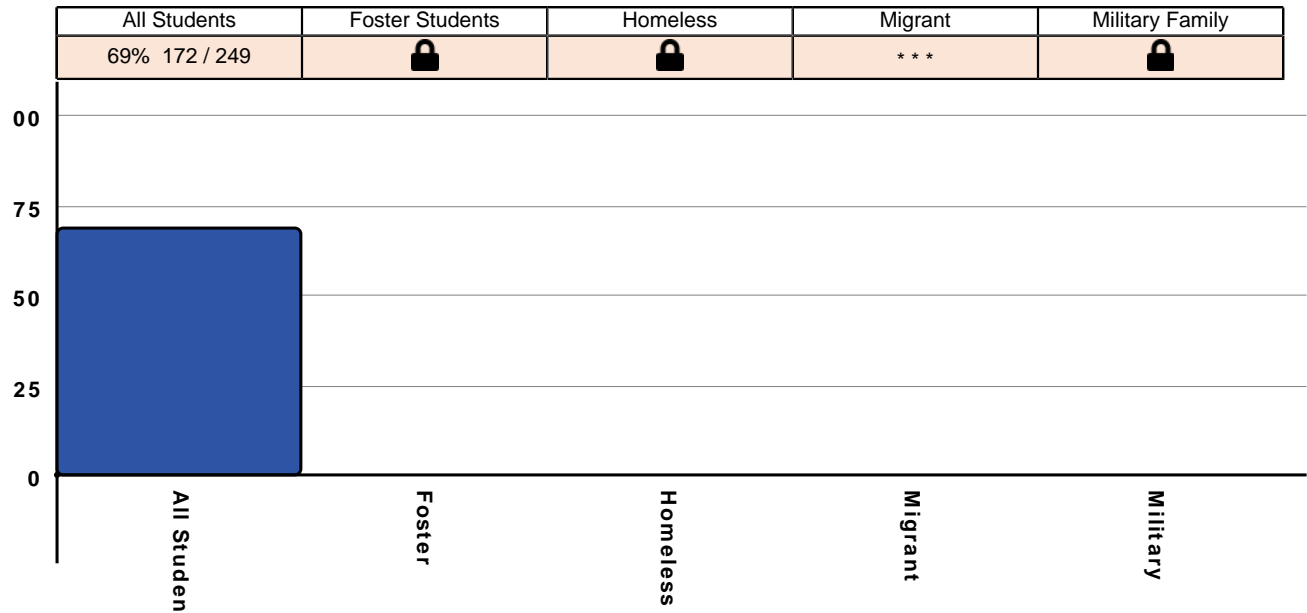 All Students Foster Students Homeless Migrant Military Family
69% 172 / 249 * * *
00
75
50
25
0
All Studen
Foster
Homeless
Migrant
Military